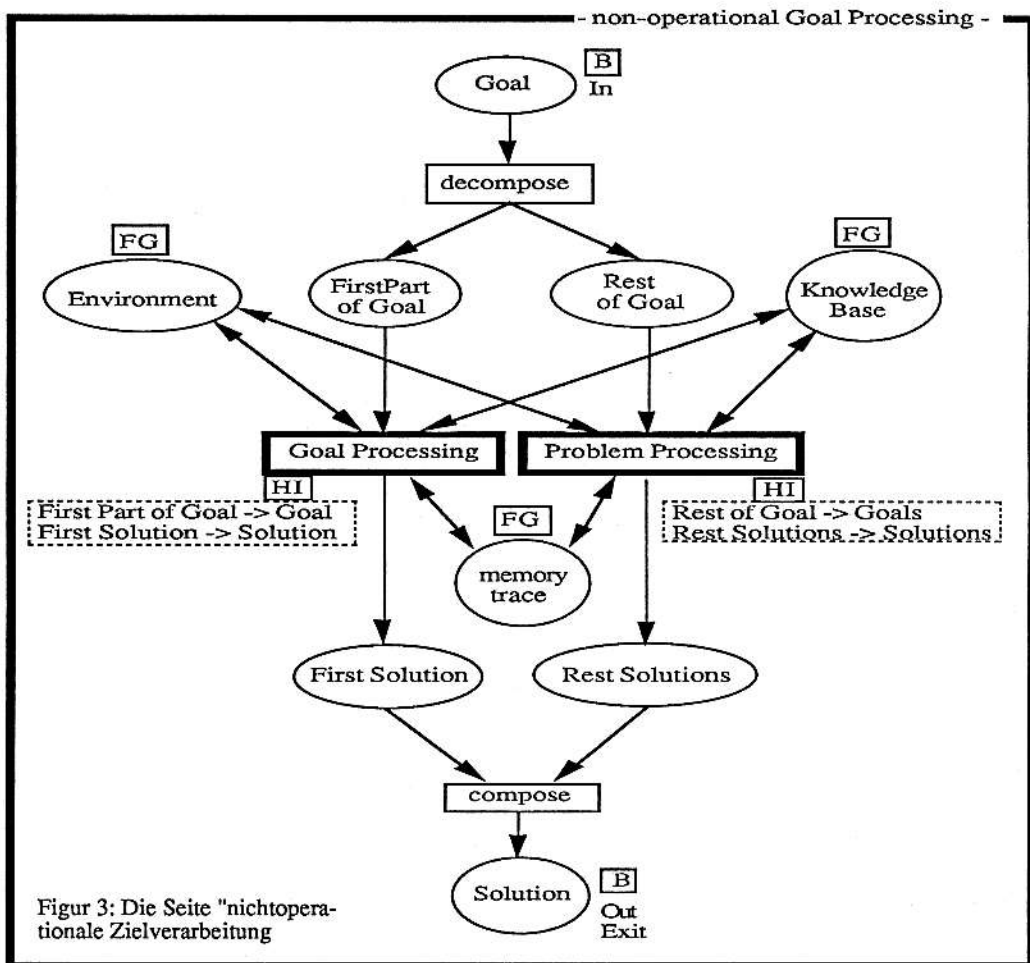 - non-operational Goal Processing -
Goal
B
In
decompose
FG
Environment
FirstPart
of Goal
Rest
of Goal
FG
Knowledge
Base
Goal Processing
Problem Processing
HI
First Part of Goal -> Goal
First Solution -> Solution
HI
Rest of Goal -> Goals
Rest Solutions -> Solutions
FG
memory
trace
First Solution
Rest Solutions
compose
Solution
B
Out
Exit
Figur 3: Die Seite "nichtopera-
tionale Zielverarbeitung